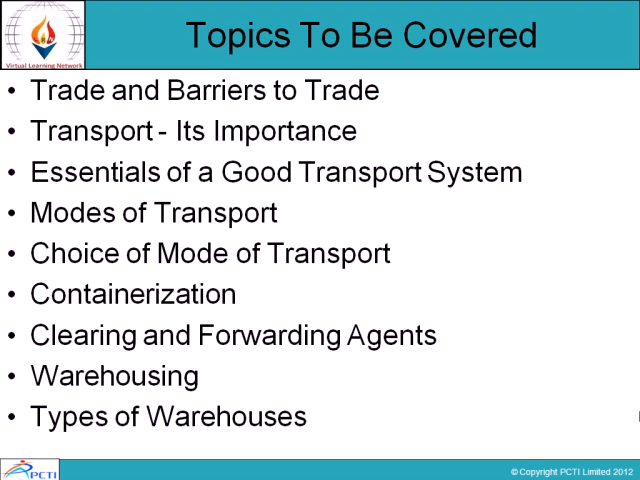 Topics To Be Covered
Virtual Learning Network
• Trade and Barriers to Trade
• Transport - Its Importance
• Essentials of a Good Transport System
• Modes of Transport
• Choice of Mode of Transport
• Containerization
• Clearing and Forwarding Agents
• Warehousing
• Types of Warehouses
PCTI
© Copyright PCTI Limited 2012